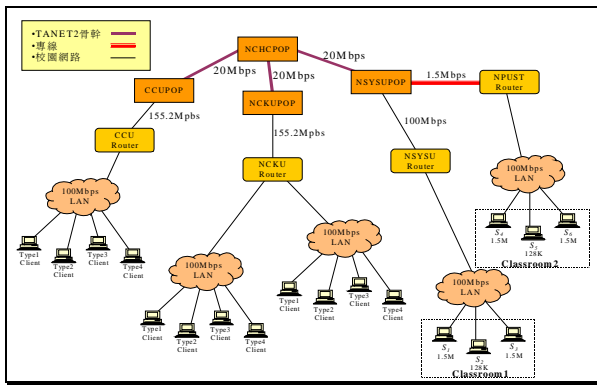 •TANET2骨幹
•專線
•校園網路
NCHCPOP
20Mbps
20Mbps
20Mbps
CCUPOP
NCKUPOP
NSYSUPOP
1.5Mbps
NPUST
Router
155.2Mpbs
155.2Mpbs
100Mbps
CCU
Router
NCKU
Router
NSYSU
Router
100Mbps
LAN
100Mbps
LAN
100Mbps
LAN
100Mbps
LAN
100Mbps
LAN
Type1
Client
Type2
Client
Type3
Client
Type4
Client
Type1
Client
Type2
Client
Type3
Client
Type4
Client
Type1
Client
Type2
Client
Type3
Client
Type4
Client
S4
1.5M
S5
128K
S6
1.5M
Classroom2
S1
1.5M
S2
128K
S3
1.5M
Classroom1